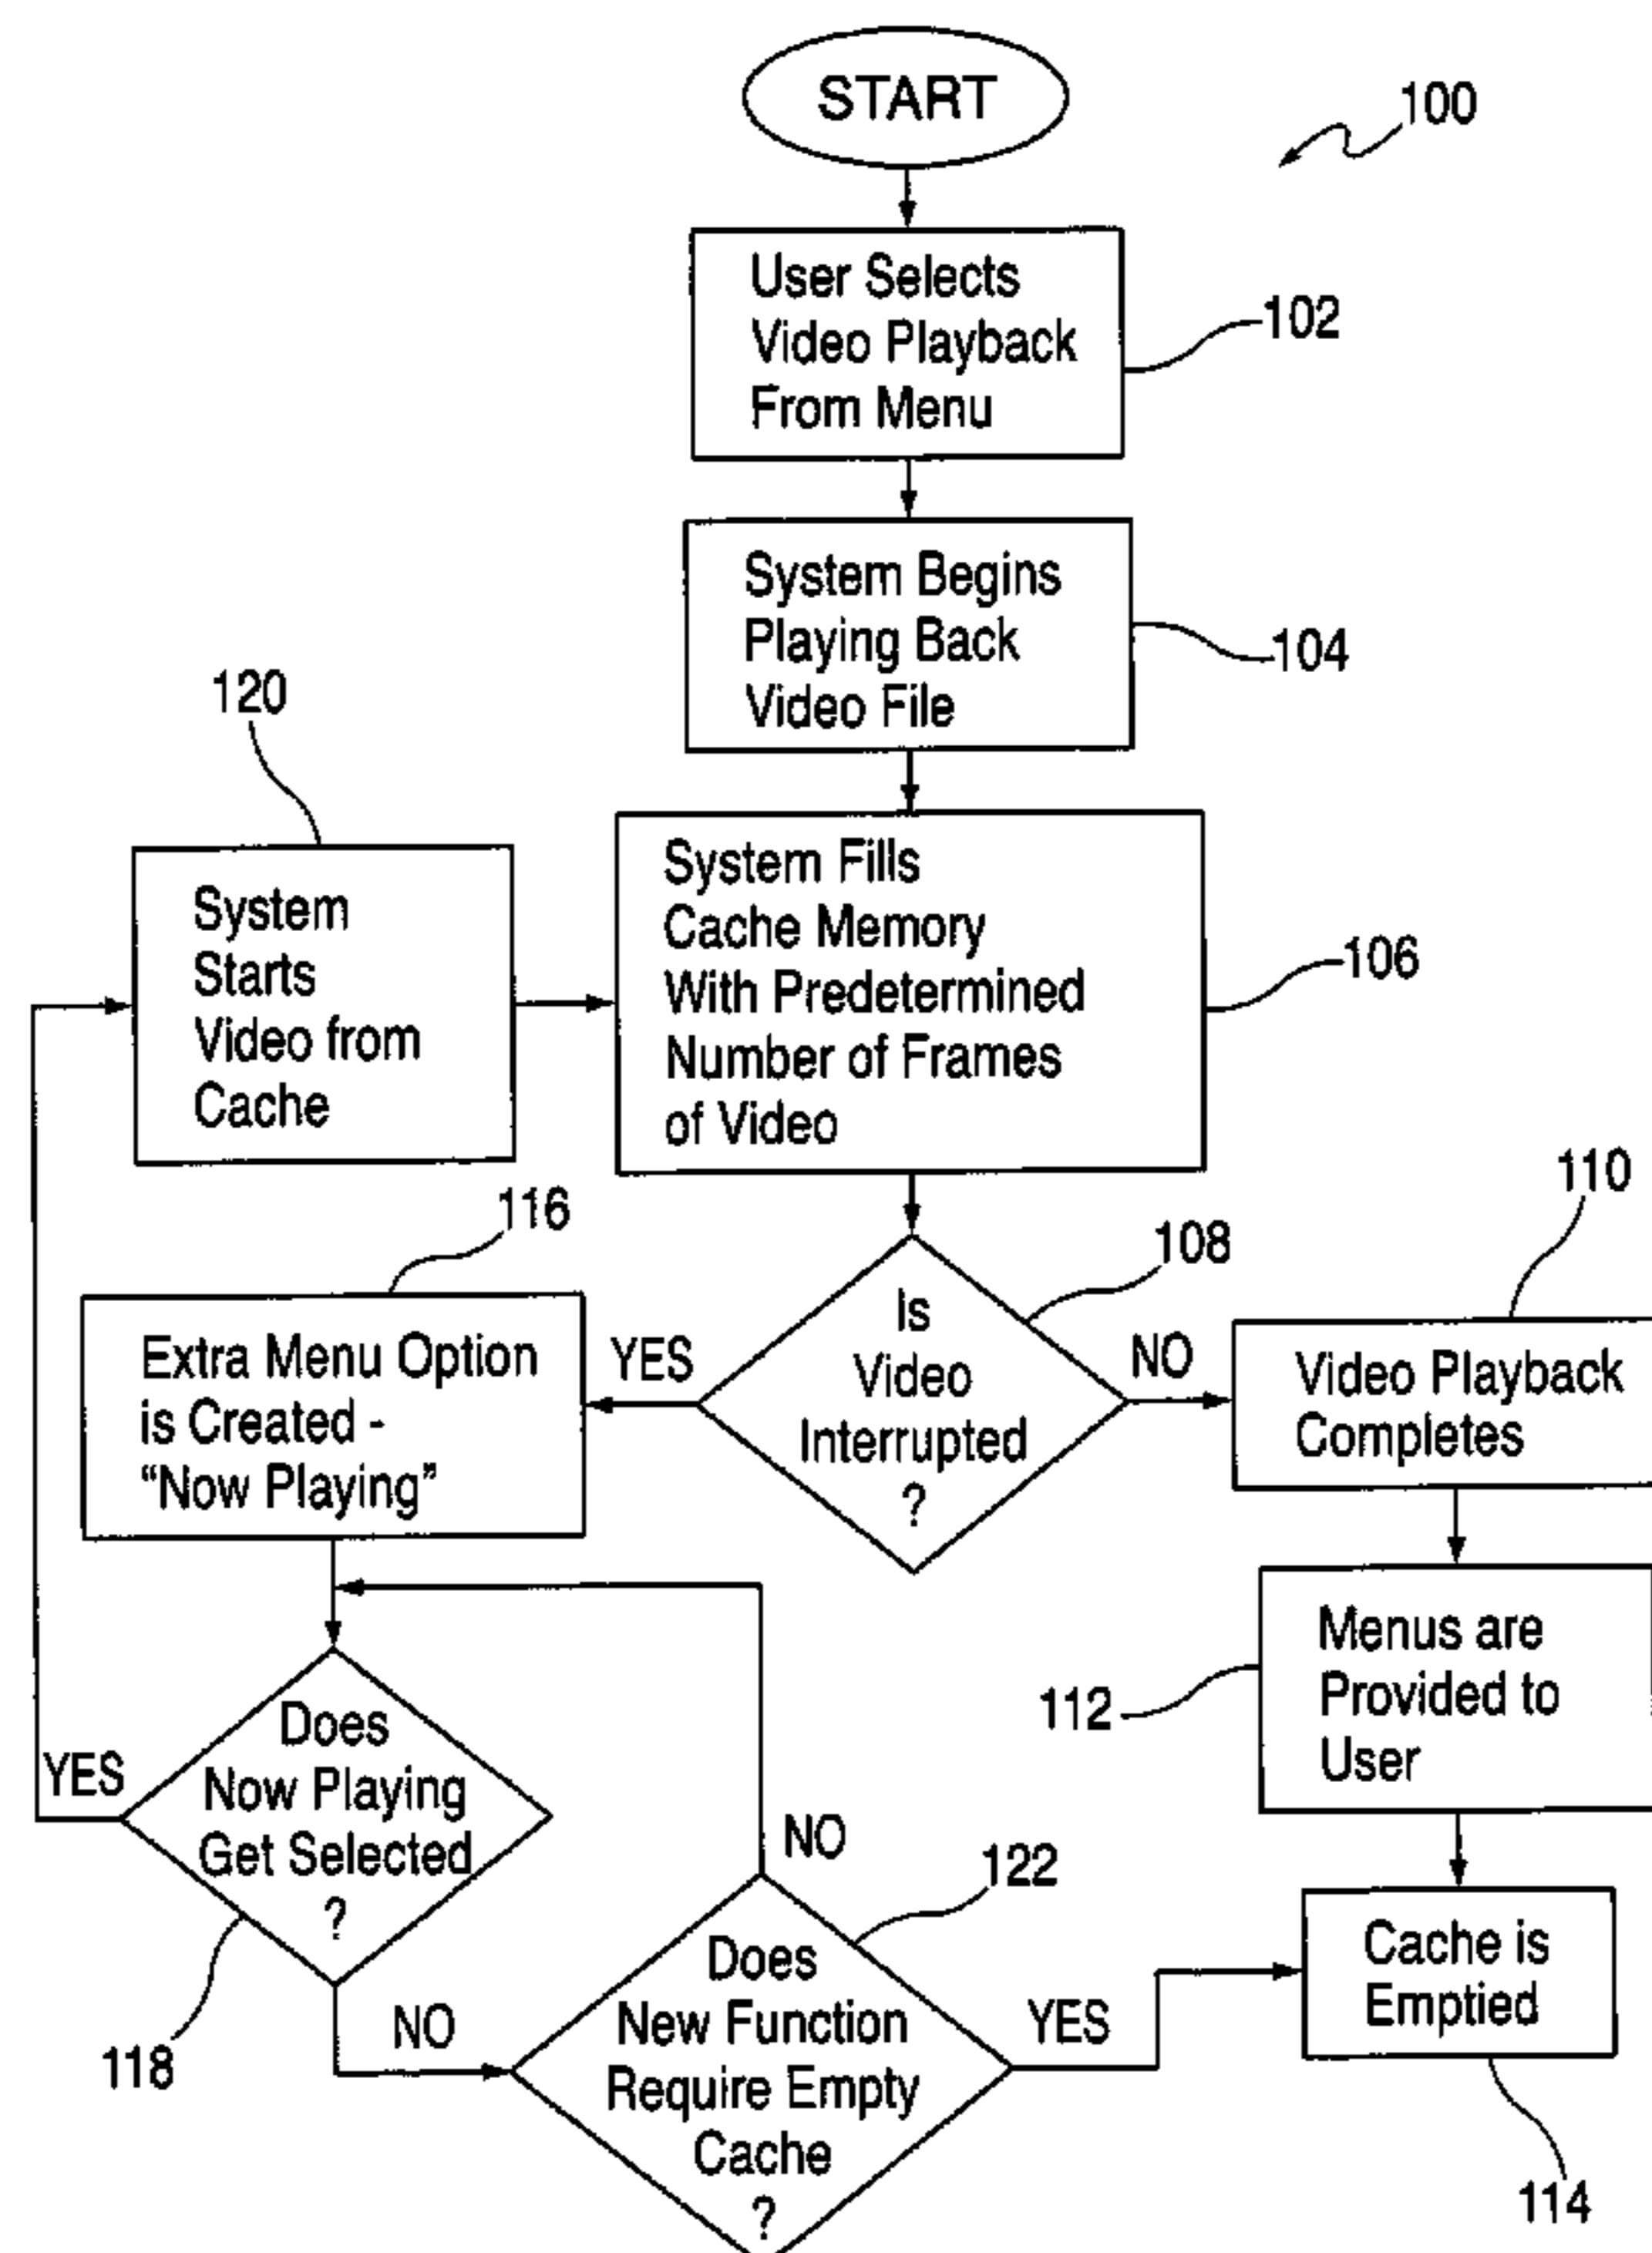 START
100
User Selects
Video Playback
From Menu
102
System Begins
Playing Back
Video File
104
120
System
Starts
Video from
Cache
System Fills
Cache Memory
With Predetermined
Number of Frames
of Video
106
116
108
110
Extra Menu Option
is Created -
“Now Playing”
YES
Is
Video
Interrupted
?
NO
Video Playback
Completes
Menus are
Provided to
User
112
Does
Now Playing
Get Selected
?
YES
118
NO
NO
122
Does
New Function
Require Empty
Cache
?
YES
Cache is
Emptied
114